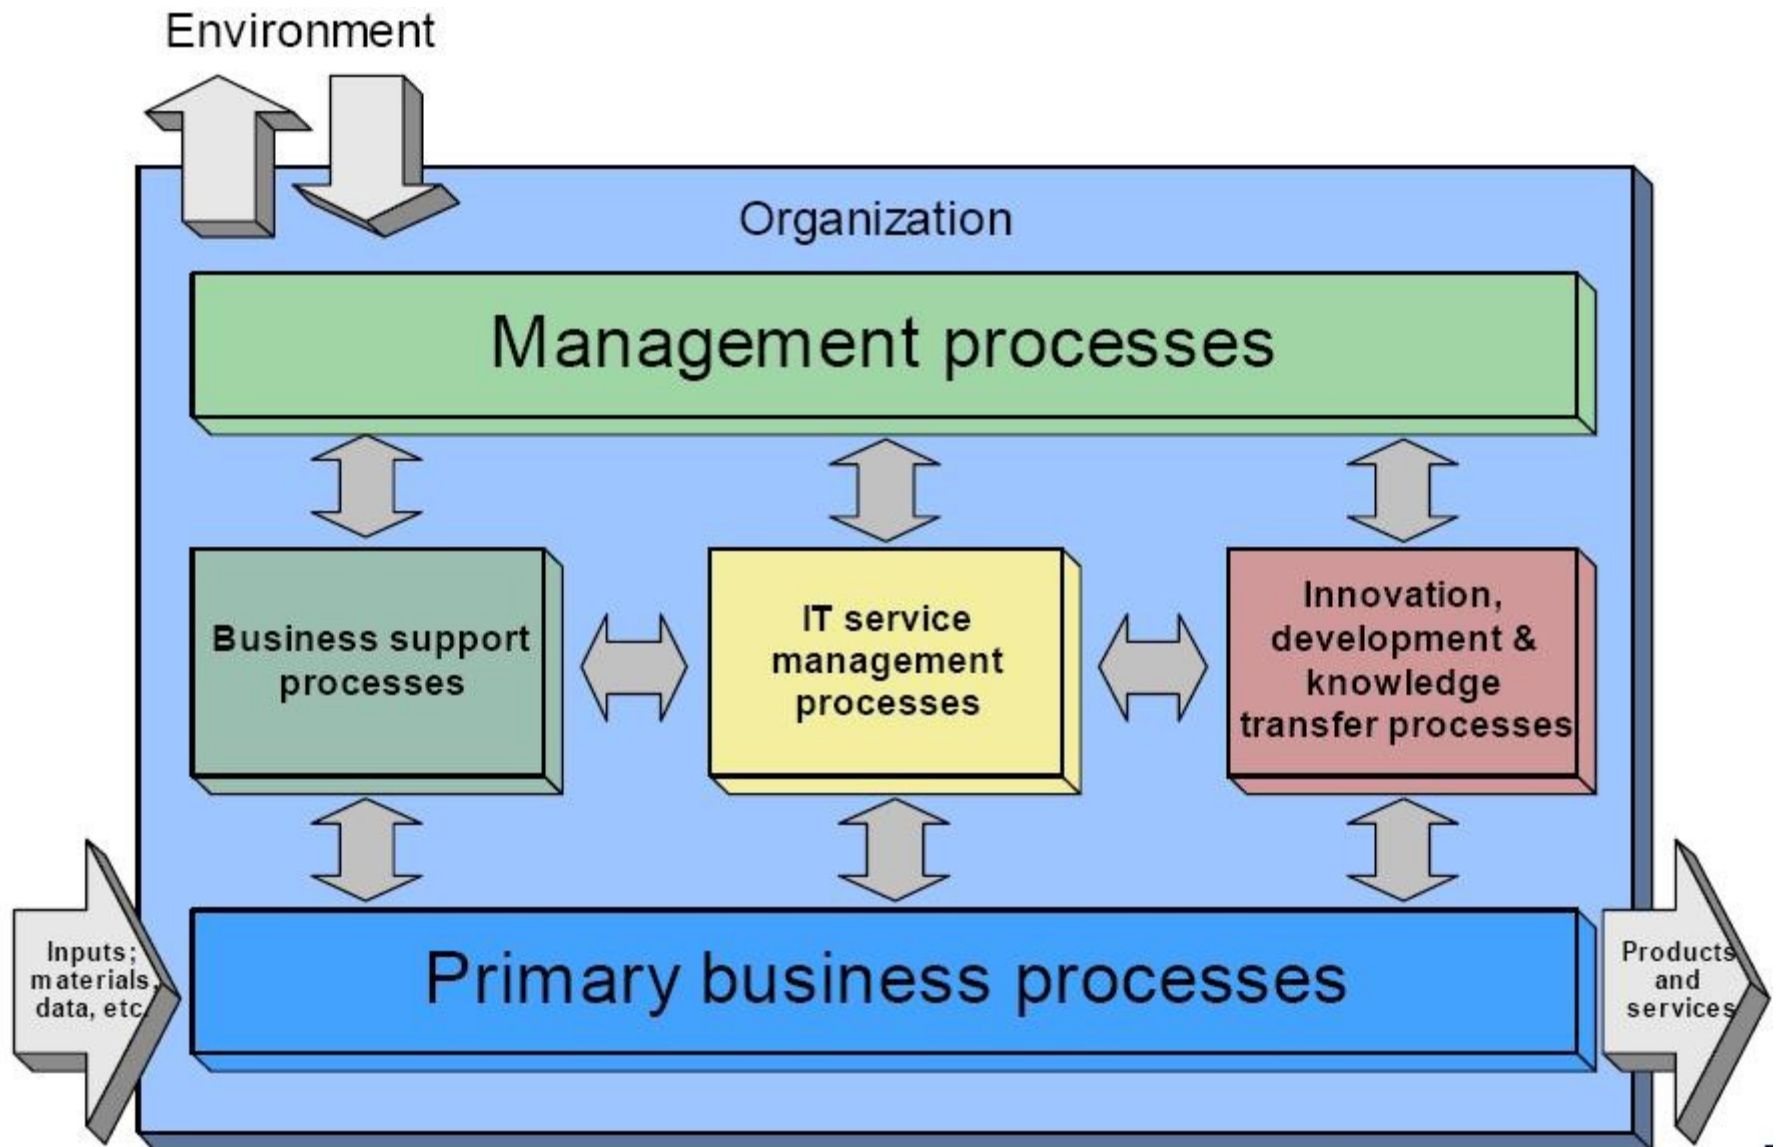 Environment
Organization
Management processes
Business support
processes
IT service
management
processes
Innovation,
development &
knowledge
transfer processes
Inputs;
materials,
data, etc.
Primary business processes
Products
and
services